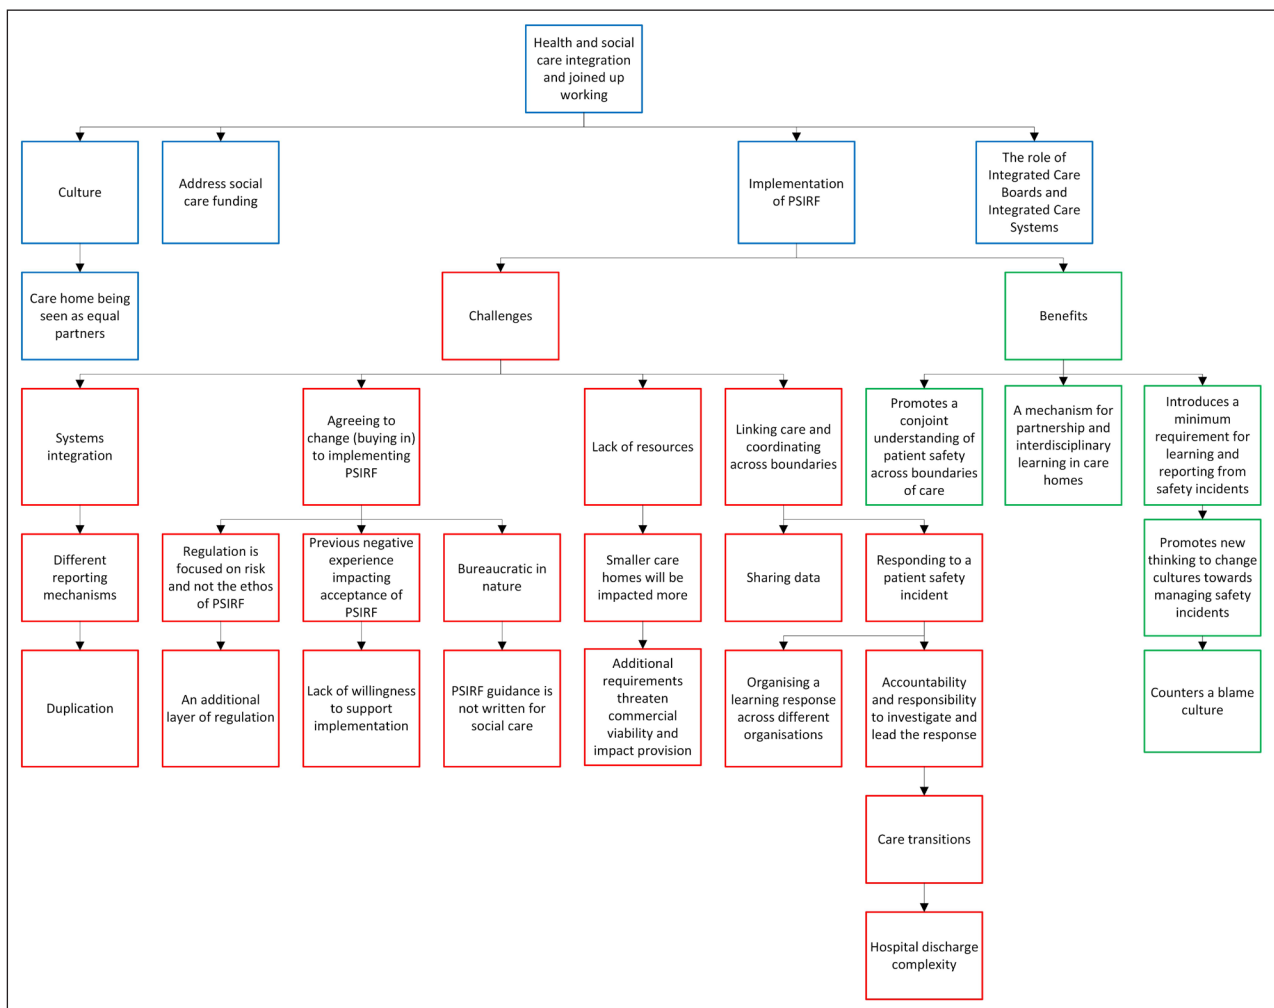 Health and social
care integration
and joined up
working
Culture
Address social
care funding
Implementation
of PSIRF
The role of
Integrated Care
Boards and
Integrated Care
Systems
Care home being
seen as equal
partners
Challenges
Benefits
Systems
integration
Agreeing to
change (buying in)
to implementing
PSIRF
Lack of resources
Linking care and
coordinating
across boundaries
Promotes a
conjoint
understanding of
patient safety
across boundaries
of care
A mechanism for
partnership and
interdisciplinary
learning in care
homes
Introduces a
minimum
requirement for
learning and
reporting from
safety incidents
Different
reporting
mechanisms
Regulation is
focused on risk
and not the ethos
of PSIRF
Previous negative
experience
impacting
acceptance of
PSIRF
Bureaucratic in
nature
Smaller care
homes will be
impacted more
Sharing data
Responding to a
patient safety
incident
Promotes new
thinking to change
cultures towards
managing safety
incidents
Duplication
An additional
layer of regulation
Lack of willingness
to support
implementation
PSIRF guidance is
not written for
social care
Additional
requirements
threaten
commercial
viability and
impact provision
Organising a
learning response
across different
organisations
Accountability
and responsibility
to investigate and
lead the response
Counters a blame
culture
Care transitions
Hospital discharge
complexity